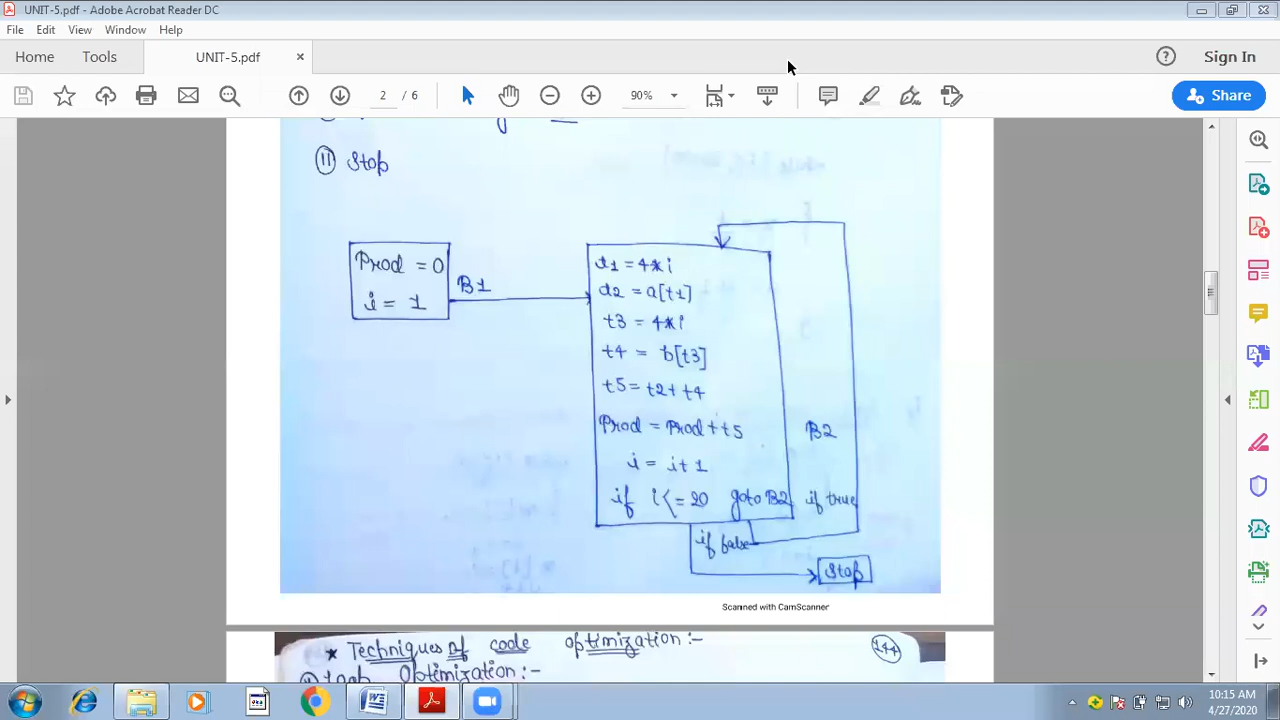 UNIT-5.pdf - Adobe Acrobat Reader DC
File Edit View Window Help
Home Tools UNIT-5.pdf × Sign In
2 / 6 90% Share
11 Stop
Prod = 0
i = 1
B1
t1 = 4*i
t2 = a[t1]
t3 = 4*i
t4 = b[t3]
t5 = t2 + t4
Prod = Prod + t5
B2
i = i+1
if i <= 20 goto B2 if true
if false
Stop
Scanned with CamScanner
★ Techniques of code optimization :-
144
Loop Optimization :-
10:15 AM
4/27/2020